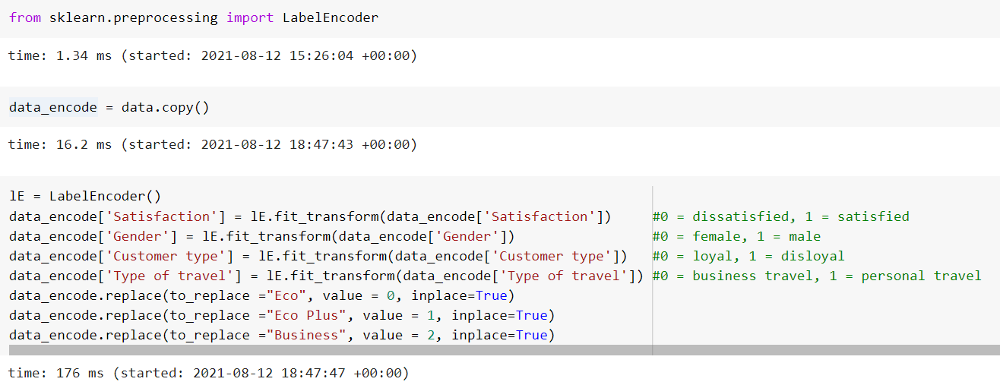 from sklearn.preprocessing import LabelEncoder
time: 1.34 ms (started: 2021-08-12 15:26:04 +00:00)
data_encode = data.copy()
time: 16.2 ms (started: 2021-08-12 18:47:43 +00:00)
lE = LabelEncoder()
data_encode['Satisfaction'] = lE.fit_transform(data_encode['Satisfaction']) #0 = dissatisfied, 1 = satisfied
data_encode['Gender'] = lE.fit_transform(data_encode['Gender']) #0 = female, 1 = male
data_encode['Customer type'] = lE.fit_transform(data_encode['Customer type']) #0 = loyal, 1 = disloyal
data_encode['Type of travel'] = lE.fit_transform(data_encode['Type of travel']) #0 = business travel, 1 = personal travel
data_encode.replace(to_replace ="Eco", value = 0, inplace=True)
data_encode.replace(to_replace ="Eco Plus", value = 1, inplace=True)
data_encode.replace(to_replace ="Business", value = 2, inplace=True)
time: 176 ms (started: 2021-08-12 18:47:47 +00:00)